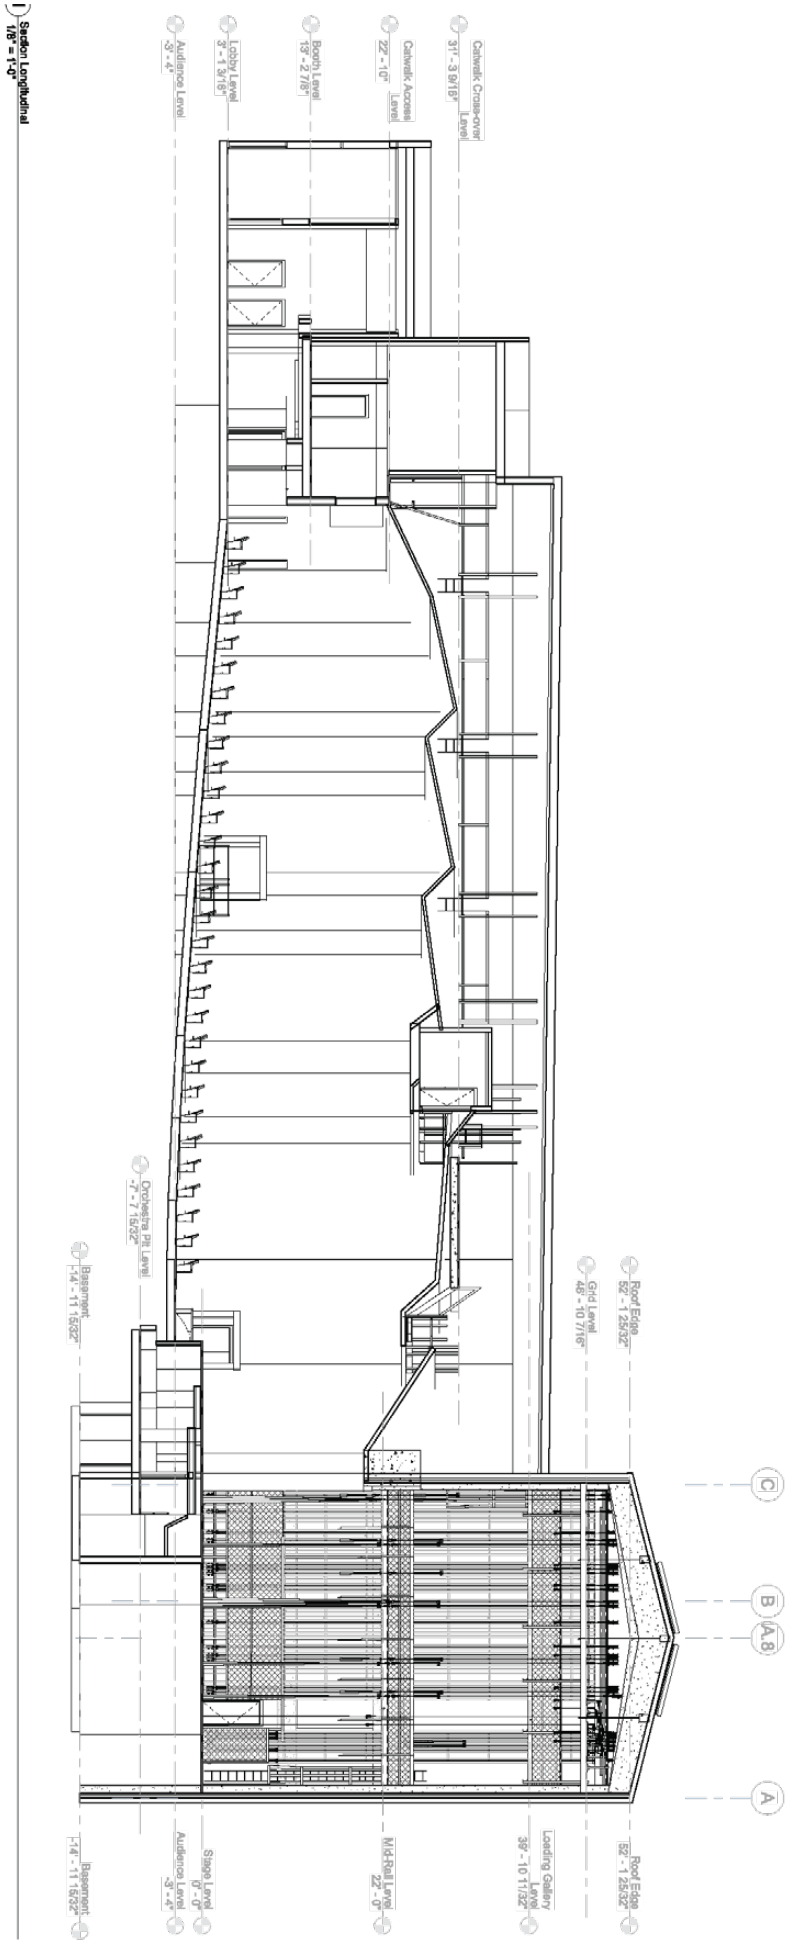 C
B
A.8
A
Catwalk Cross-over
Level
31' - 3 9/16"
Catwalk Access
Level
22' - 10"
Booth Level
13' - 2 7/8"
Lobby Level
3' - 1 3/16"
Audience Level
-3' - 4"
Roof Edge
52' - 1 25/32"
Grid Level
46' - 10 7/16"
Orchestra Pit Level
-7' - 7 15/32"
Basement
-14' - 11 15/32"
Roof Edge
52' - 1 25/32"
Loading Gallery
Level
39' - 10 11/32"
Mid-Rail Level
22' - 0"
Stage Level
0' - 0"
Audience Level
-3' - 4"
Basement
-14' - 11 15/32"
Section Longitudinal
1/8" = 1'-0"